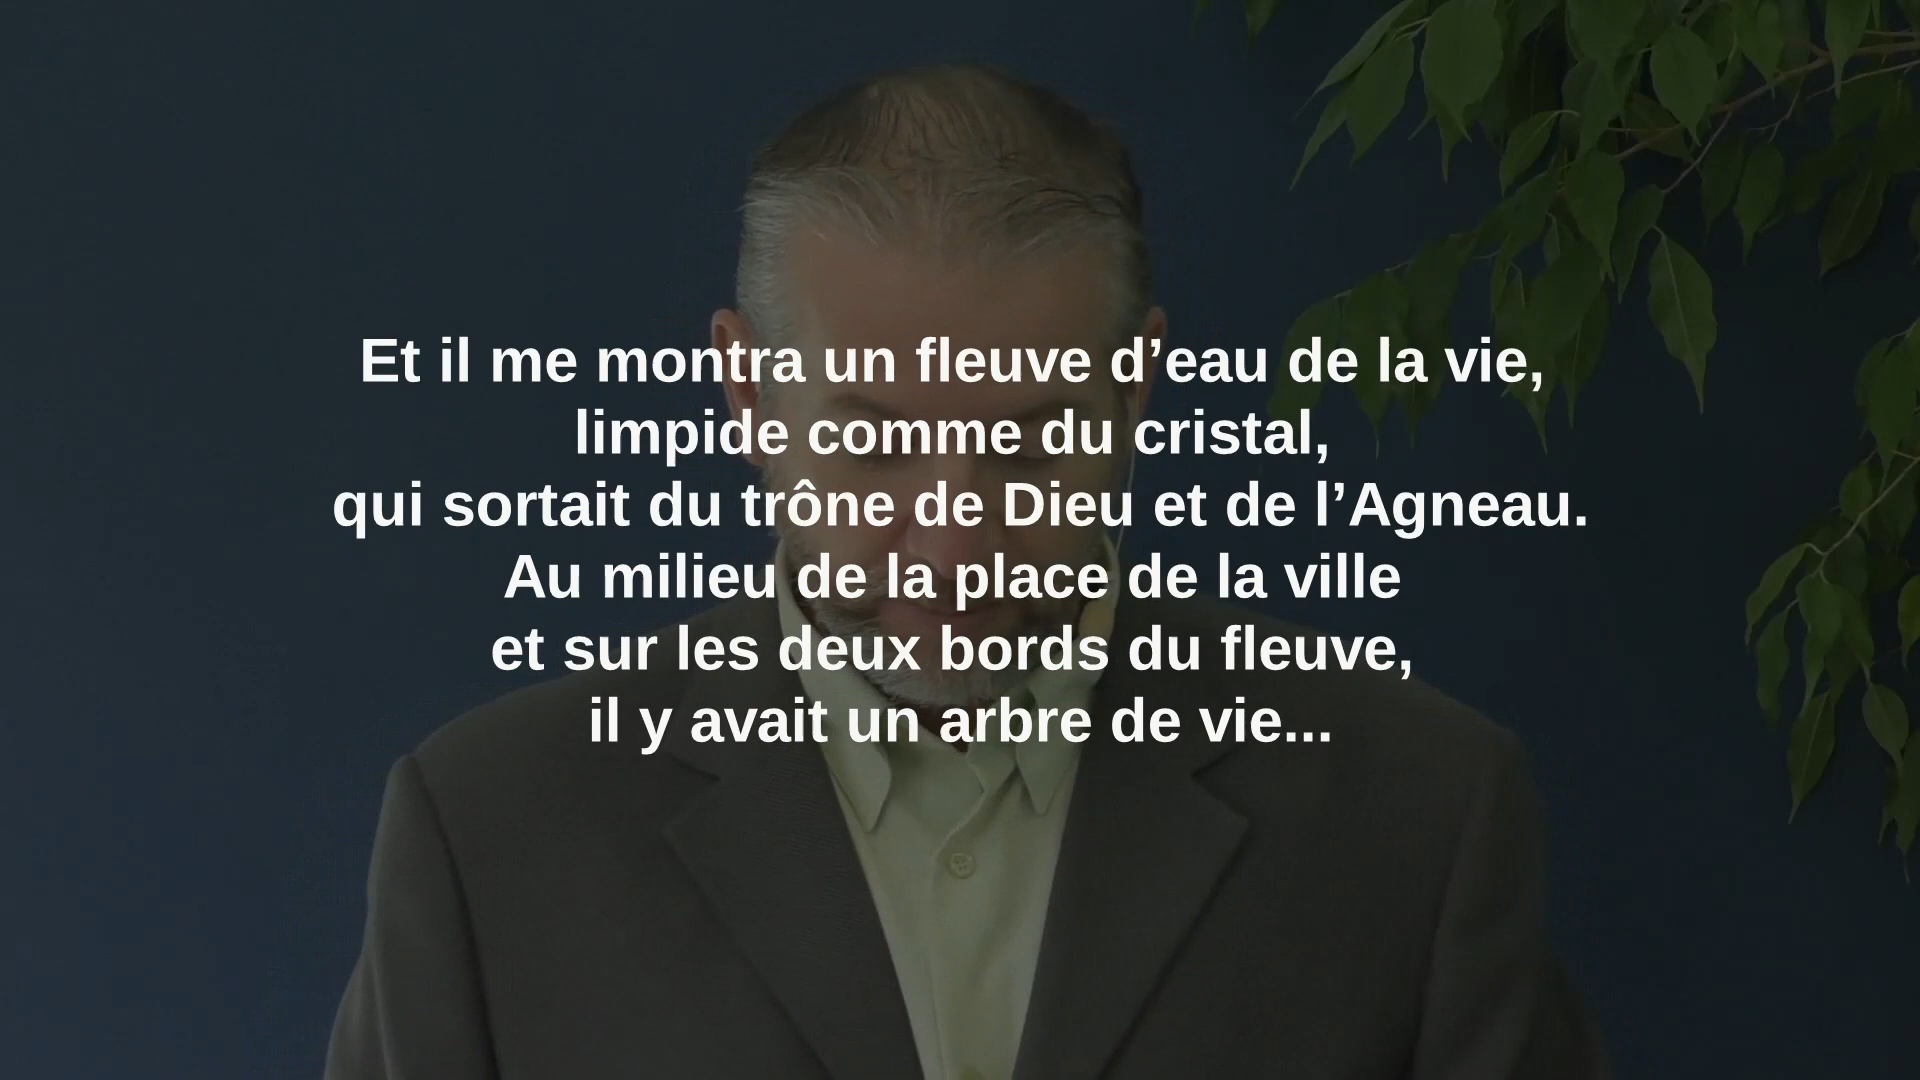 Et il me montra un fleuve d’eau de la vie,
limpide comme du cristal,
qui sortait du trône de Dieu et de l’Agneau.
Au milieu de la place de la ville
et sur les deux bords du fleuve,
il y avait un arbre de vie...